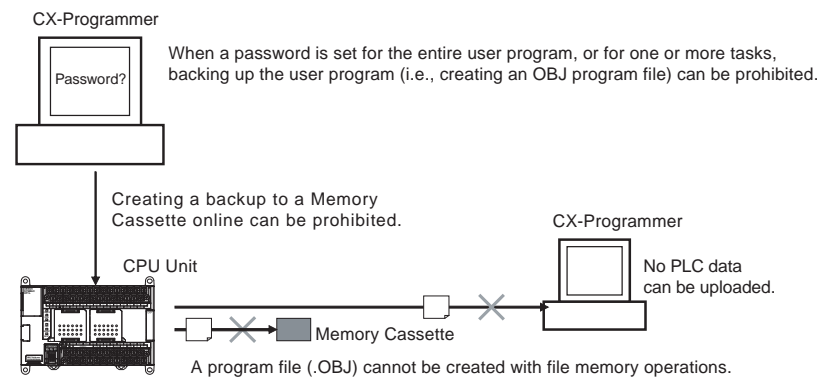 CX-Programmer
When a password is set for the entire user program, or for one or more tasks,
backing up the user program (i.e., creating an OBJ program file) can be prohibited.
Password?
Creating a backup to a Memory
Cassette online can be prohibited.
CX-Programmer
CPU Unit
No PLC data
can be uploaded.
Memory Cassette
A program file (.OBJ) cannot be created with file memory operations.